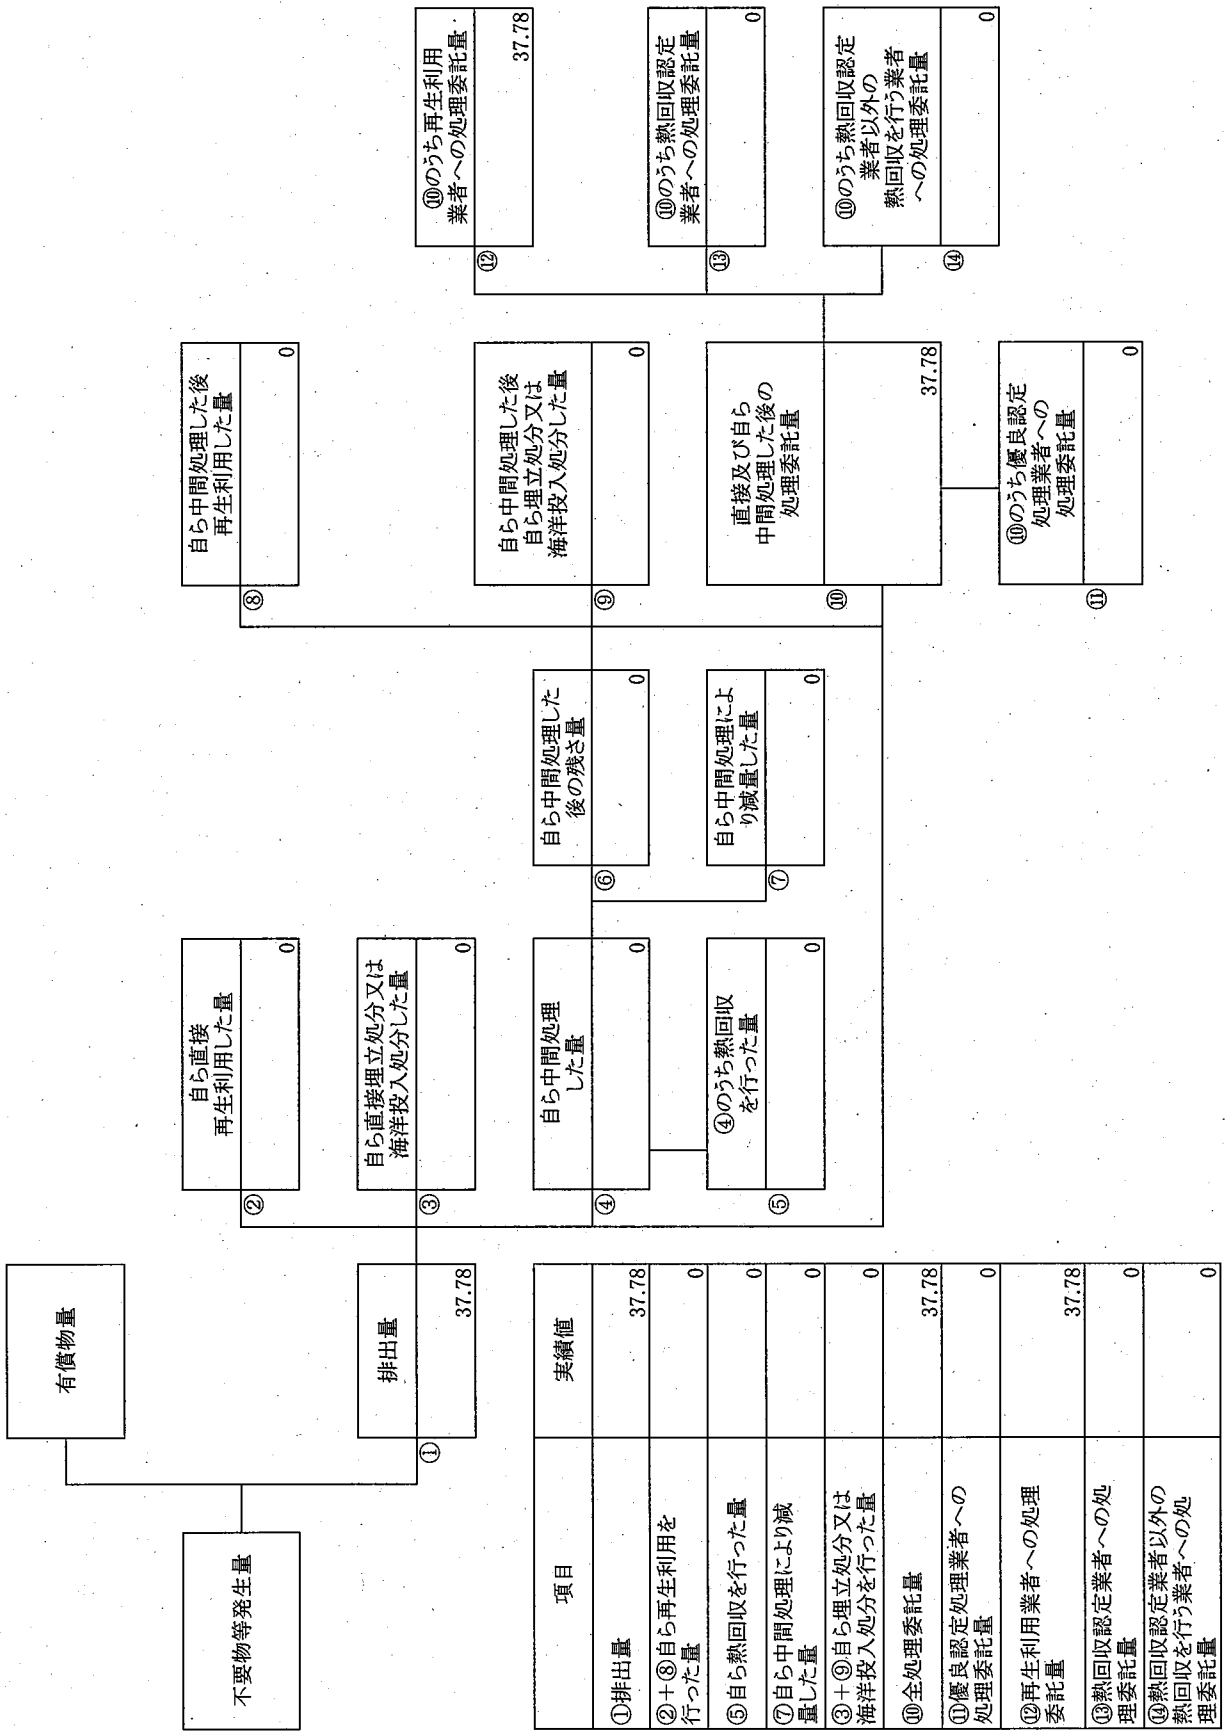 不要物等発生量
有償物量
①
排出量
37.78
②
自ら直接
再生利用した量
0
③
自ら直接埋立処分又は
海洋投入処分した量
0
④
自ら中間処理
した量
0
⑤
④のうち熱回収
を行った量
0
⑥
自ら中間処理した
後の残さ量
0
⑦
自ら中間処理によ
り減量した量
0
⑧
自ら中間処理した後
再生利用した量
0
⑨
自ら中間処理した後
自ら埋立処分又は
海洋投入処分した量
0
⑩
直接及び自ら
中間処理した後の
処理委託量
37.78
⑪
⑩のうち優良認定
処理業者への
処理委託量
0
⑫
⑩のうち再生利用
業者への処理委託量
37.78
⑬
⑩のうち熱回収認定
業者への処理委託量
0
⑭
⑩のうち熱回収認定
業者以外の
熱回収を行う業者
への処理委託量
0
項目
実績値
①排出量
37.78
②+⑧自ら再生利用を
行った量
0
⑤自ら熱回収を行った量
0
⑦自ら中間処理により減
量した量
0
③+⑨自ら埋立処分又は
海洋投入処分を行った量
0
⑩全処理委託量
37.78
⑪優良認定処理業者への
処理委託量
0
⑫再生利用業者への処理
委託量
37.78
⑬熱回収認定業者への処
理委託量
0
⑭熱回収認定業者以外の
熱回収を行う業者への処
理委託量
0